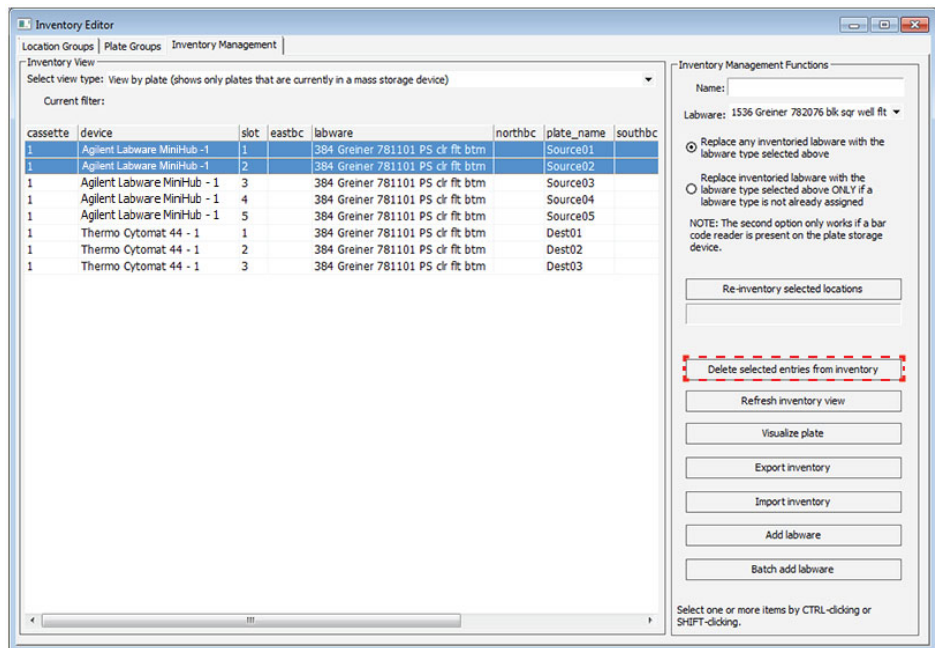 Inventory Editor
Location Groups Plate Groups Inventory Management
Inventory View
Select view type: View by plate (shows only plates that are currently in a mass storage device)
Current filter:
cassette device slot eastbc labware northbc plate_name southbc
1 Agilent Labware MiniHub -1 1 384 Greiner 781101 PS clr flt btm Source01
1 Agilent Labware MiniHub -1 2 384 Greiner 781101 PS clr flt btm Source02
1 Agilent Labware MiniHub - 1 3 384 Greiner 781101 PS clr flt btm Source03
1 Agilent Labware MiniHub - 1 4 384 Greiner 781101 PS clr flt btm Source04
1 Agilent Labware MiniHub - 1 5 384 Greiner 781101 PS clr flt btm Source05
1 Thermo Cytomat 44 - 1 1 384 Greiner 781101 PS clr flt btm Dest01
1 Thermo Cytomat 44 - 1 2 384 Greiner 781101 PS clr flt btm Dest02
1 Thermo Cytomat 44 - 1 3 384 Greiner 781101 PS clr flt btm Dest03
Inventory Management Functions
Name:
Labware: 1536 Greiner 782076 blk sqr well flt
Replace any inventoried labware with the
labware type selected above
Replace inventoried labware with the
labware type selected above ONLY if a
labware type is not already assigned
NOTE: The second option only works if a bar
code reader is present on the plate storage
device.
Re-inventory selected locations
Delete selected entries from inventory
Refresh inventory view
Visualize plate
Export inventory
Import inventory
Add labware
Batch add labware
Select one or more items by CTRL-clicking or
SHIFT-clicking.